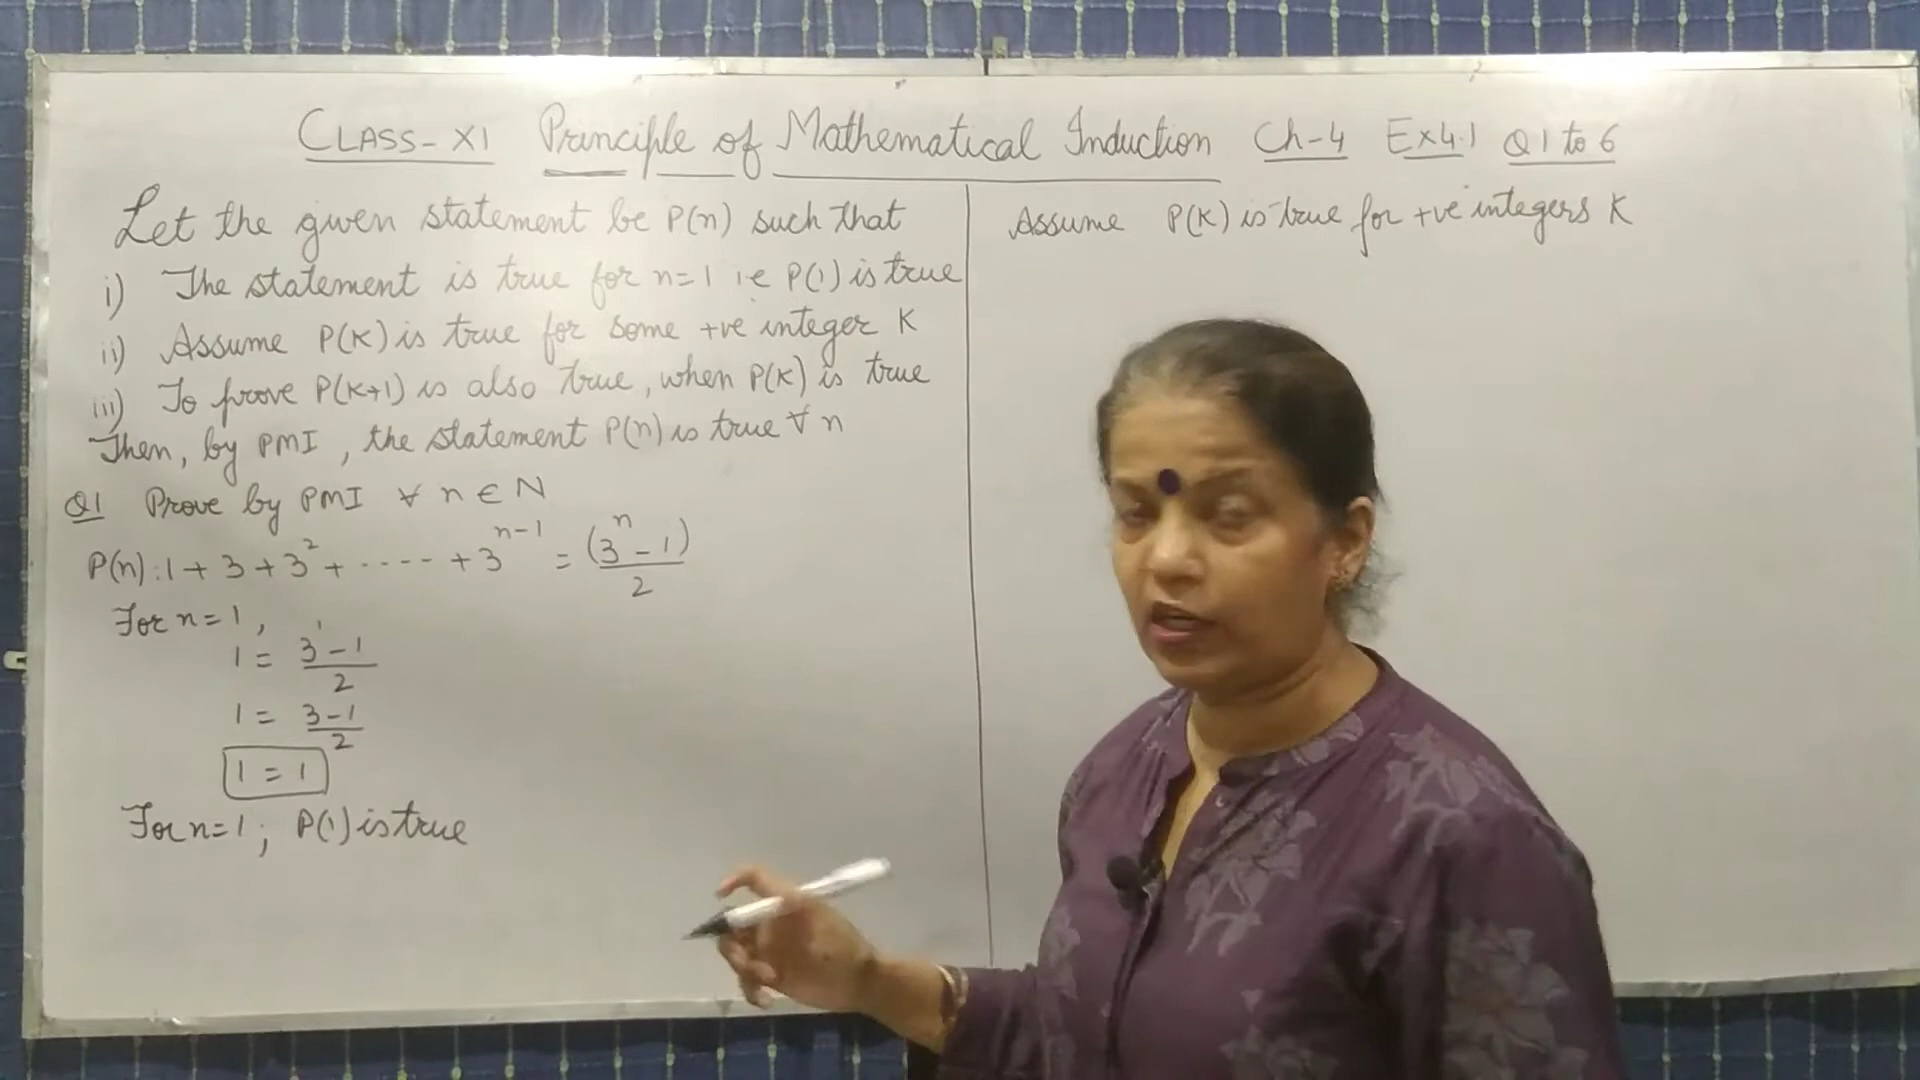 CLASS-XI Principle of Mathematical Induction Ch-4 Ex4.1 Q1 to 6
Let the given statement be P(n) such that
i) The statement is true for n=1 i.e P(1) is true
ii) Assume P(K) is true for some +ve integer K
iii) To prove P(K+1) is also true, when P(K) is true
Then, by PMI, the statement P(n) is true ∀ n
Q1 Prove by PMI ∀ n ∈ N
P(n): 1 + 3 + 3² + ----- + 3ⁿ⁻¹ = (3ⁿ - 1)/2
For n = 1,
1 = (3¹ - 1)/2
1 = (3-1)/2
1 = 1
For n=1; P(1) is true
Assume P(K) is true for +ve integers K